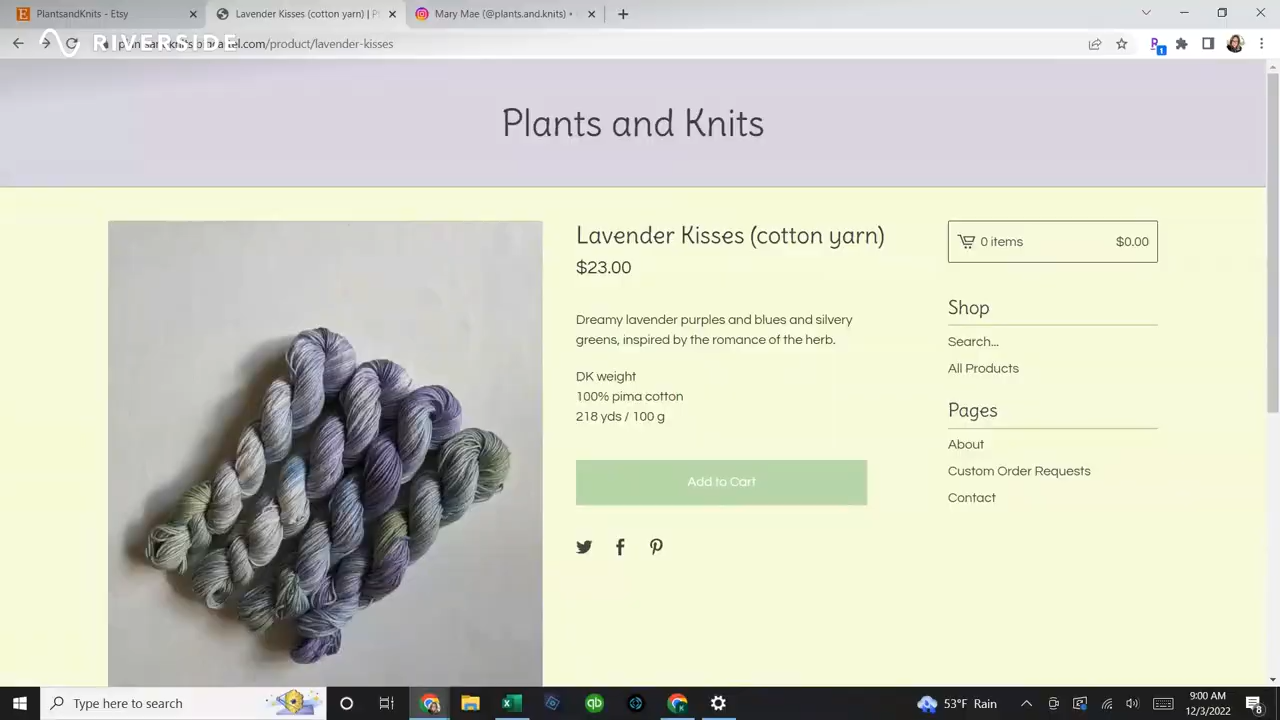 PlantsandKnits - Etsy
Lavender Kisses (cotton yarn) | P
Mary Mae (@plants.and.knits) •
RIVERSIDE
.com/product/lavender-kisses
1
Plants and Knits
Lavender Kisses (cotton yarn)
$23.00
Dreamy lavender purples and blues and silvery
greens, inspired by the romance of the herb.
DK weight
100% pima cotton
218 yds / 100 g
Add to Cart
0 items $0.00
Shop
Search...
All Products
Pages
About
Custom Order Requests
Contact
Type here to search
53°F Rain
9:00 AM
12/3/2022
8